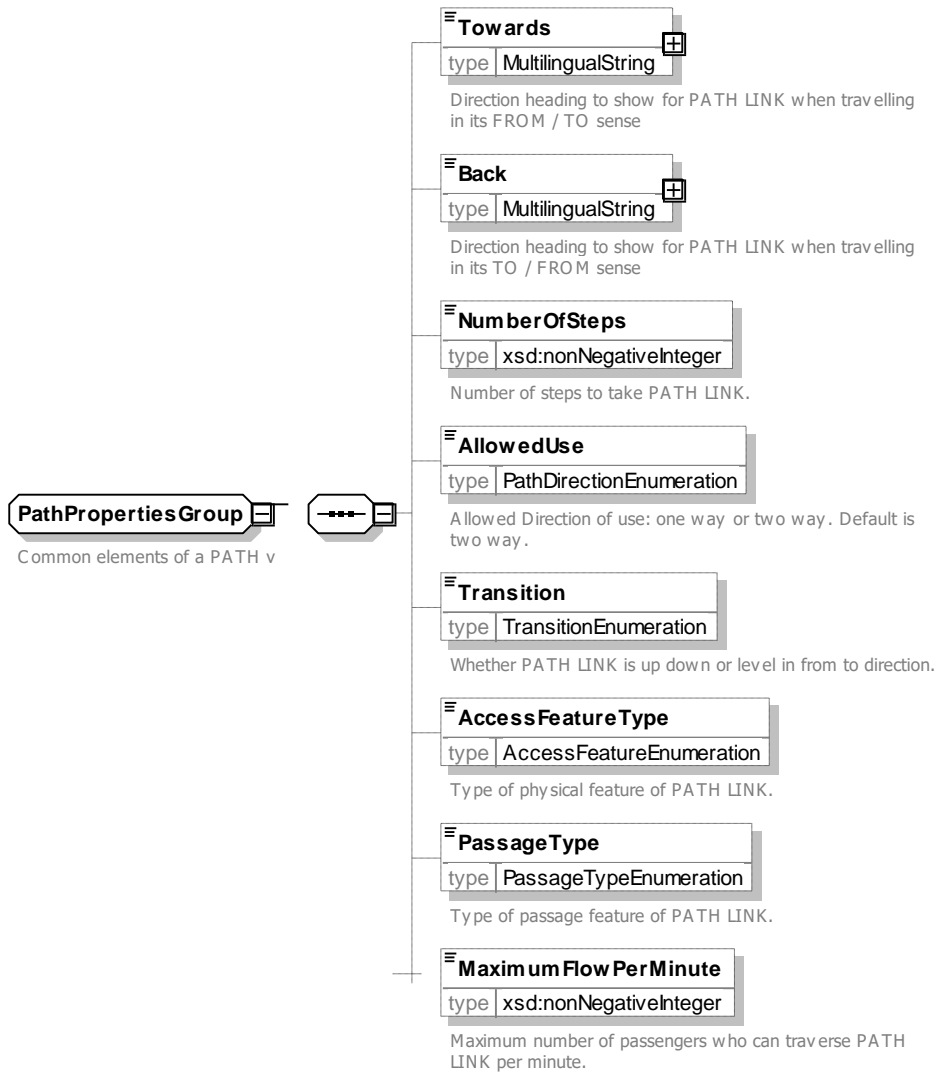 Towards
type MultilingualString
Direction heading to show for PATH LINK when travelling
in its FROM / TO sense
Back
type MultilingualString
Direction heading to show for PATH LINK when travelling
in its TO / FROM sense
NumberOfSteps
type xsd:nonNegativeInteger
Number of steps to take PATH LINK.
AllowedUse
type PathDirectionEnumeration
Allowed Direction of use: one way or two way. Default is
two way.
PathPropertiesGroup
Common elements of a PATH v
Transition
type TransitionEnumeration
Whether PATH LINK is up down or level in from to direction.
AccessFeatureType
type AccessFeatureEnumeration
Type of physical feature of PATH LINK.
PassageType
type PassageTypeEnumeration
Type of passage feature of PATH LINK.
MaximumFlowPerMinute
type xsd:nonNegativeInteger
Maximum number of passengers who can traverse PATH
LINK per minute.